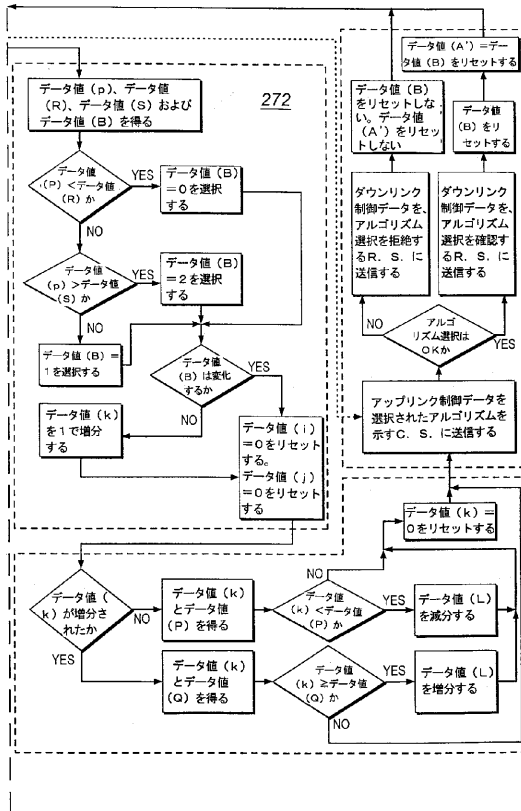 データ値(p)、データ
(R)、データ値(S)および
データ値(B)を得る
272
データ値
(P)<データ値
(R)か
YES
データ値(B)
=0を選択
する
NO
データ値
(p)>データ値
(S)か
YES
データ値(B)
=2を選択
する
NO
データ値(B)=
1を選択する
データ値
(B)は変化
するか
YES
NO
データ値(k)
を1で増分
する
データ値(i)
=0をリセット
する。
データ値(j)
=0をリセット
する
データ値(A')=デー
タ値(B)をリセットする
データ値(B)
をリセットしな
い。データ値
(A')をリセ
ットしない
データ値
(B)をリ
セットする
ダウンリンク
制御データを、
アルゴリズム
選択を拒絶す
るR.S.に
送信する
ダウンリンク
制御データを、
アルゴリズム
選択を確認す
るR.S.に
送信する
NO
アルゴ
リズム選択は
OKか
YES
アップリンク制御データを
選択されたアルゴリズムを
示すC.S.に送信する
データ値(k)=
0をリセットする
データ値(
k)が増分さ
れたか
NO
データ値(k)
とデータ値
(P)を得る
NO
データ値
(k)<データ値
(P)か
YES
データ値(L)
を減分する
YES
データ値(k)
とデータ値
(Q)を得る
データ値
(k)≧データ値
(Q)か
YES
データ値(L)
を増分する
NO